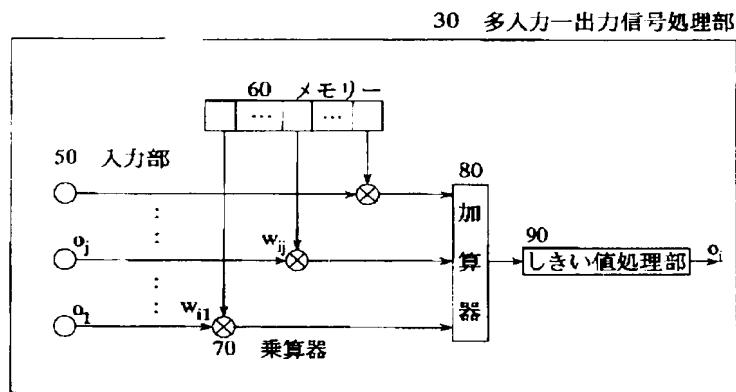 30 多入力一出力信号処理部
60 メモリー
… …
50 入力部
80
加算器
o_j
w_ij
90
しきい値処理部
o_i
o_1
w_i1
70 乗算器